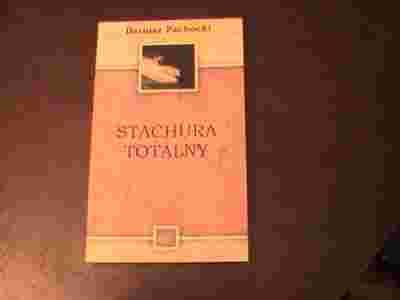 Dariusz Pachocki
STACHURA
TOTALNY